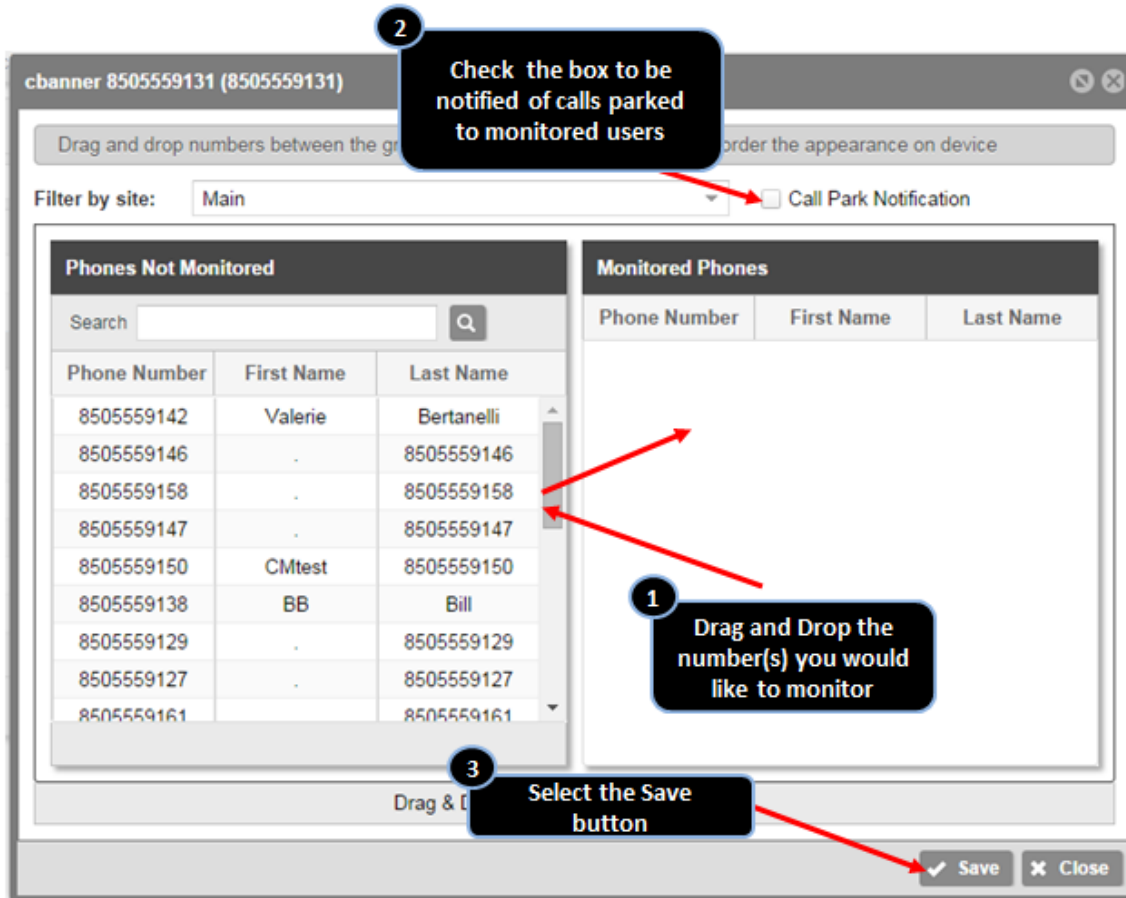 2
Check the box to be
notified of calls parked
to monitored users
cbanner 8505559131 (8505559131)
Drag and drop numbers between the order the appearance on device
Filter by site: Main Call Park Notification
Phones Not Monitored
Search
Phone Number First Name Last Name
8505559142 Valerie Bertanelli
8505559146 . 8505559146
8505559158 . 8505559158
8505559147 . 8505559147
8505559150 CMtest 8505559150
8505559138 BB Bill
8505559129 . 8505559129
8505559127 . 8505559127
8505559161 8505559161
Monitored Phones
Phone Number First Name Last Name
1
Drag and Drop the
number(s) you would
like to monitor
Drag &
3
Select the Save
button
Save Close